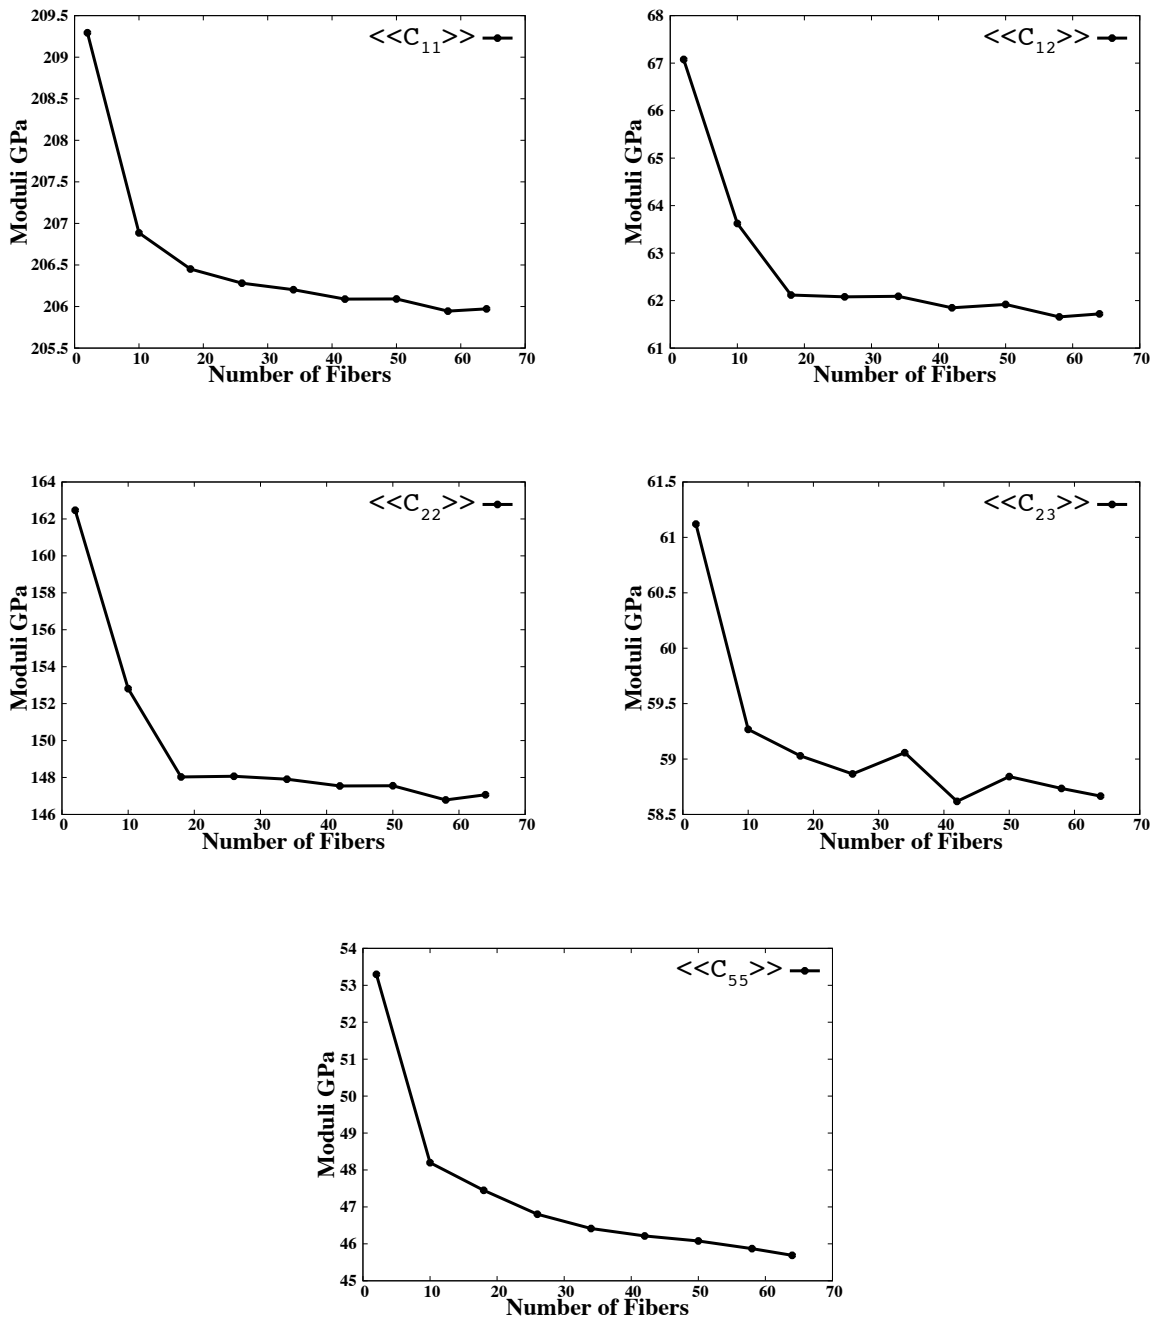 209.5
209
208.5
208
207.5
207
206.5
206
205.5
0 10 20 30 40 50 60 70
Moduli GPa
Number of Fibers
<<C11>>
68
67
66
65
64
63
62
61
0 10 20 30 40 50 60 70
Moduli GPa
Number of Fibers
<<C12>>
164
162
160
158
156
154
152
150
148
146
0 10 20 30 40 50 60 70
Moduli GPa
Number of Fibers
<<C22>>
61.5
61
60.5
60
59.5
59
58.5
0 10 20 30 40 50 60 70
Moduli GPa
Number of Fibers
<<C23>>
54
53
52
51
50
49
48
47
46
45
0 10 20 30 40 50 60 70
Moduli GPa
Number of Fibers
<<C55>>